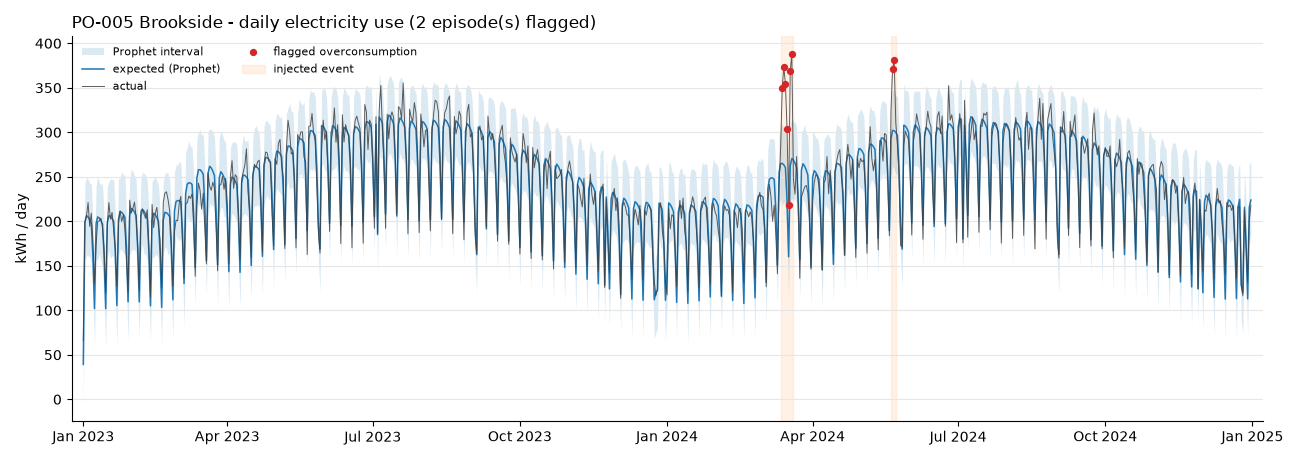 PO-005 Brookside - daily electricity use (2 episode(s) flagged)
Prophet interval
expected (Prophet)
actual
flagged overconsumption
injected event
kWh / day
400
350
300
250
200
150
100
50
0
Jan 2023
Apr 2023
Jul 2023
Oct 2023
Jan 2024
Apr 2024
Jul 2024
Oct 2024
Jan 2025